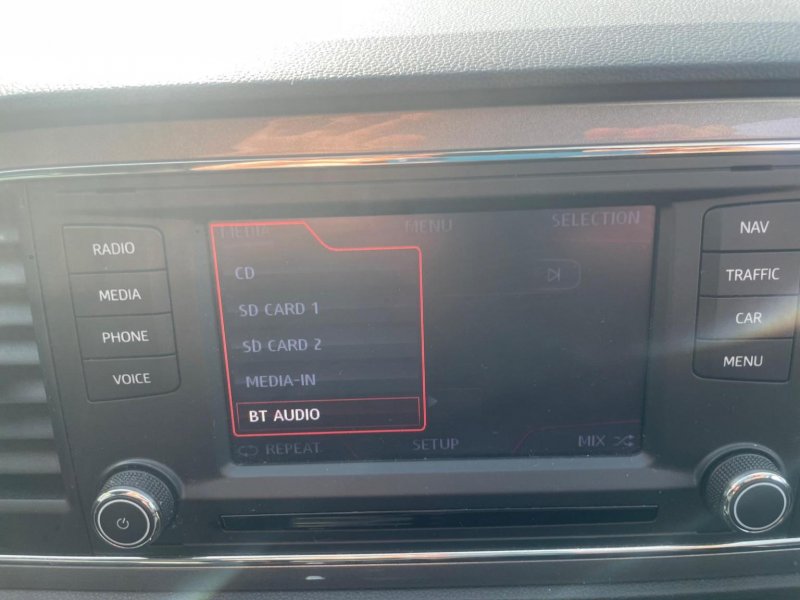 RADIO
MEDIA
PHONE
VOICE
MEDIA MENU SELECTION
CD
SD CARD 1
SD CARD 2
MEDIA-IN
BT AUDIO
REPEAT SETUP MIX
NAV
TRAFFIC
CAR
MENU